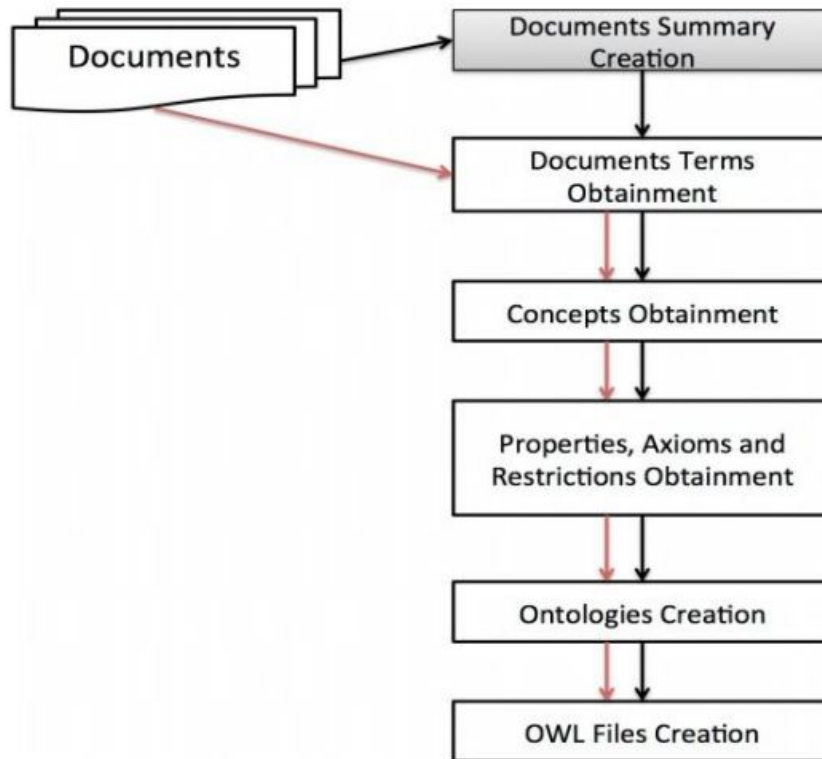 Documents
Documents Summary
Creation
Documents Terms
Obtainment
Concepts Obtainment
Properties, Axioms and
Restrictions Obtainment
Ontologies Creation
OWL Files Creation